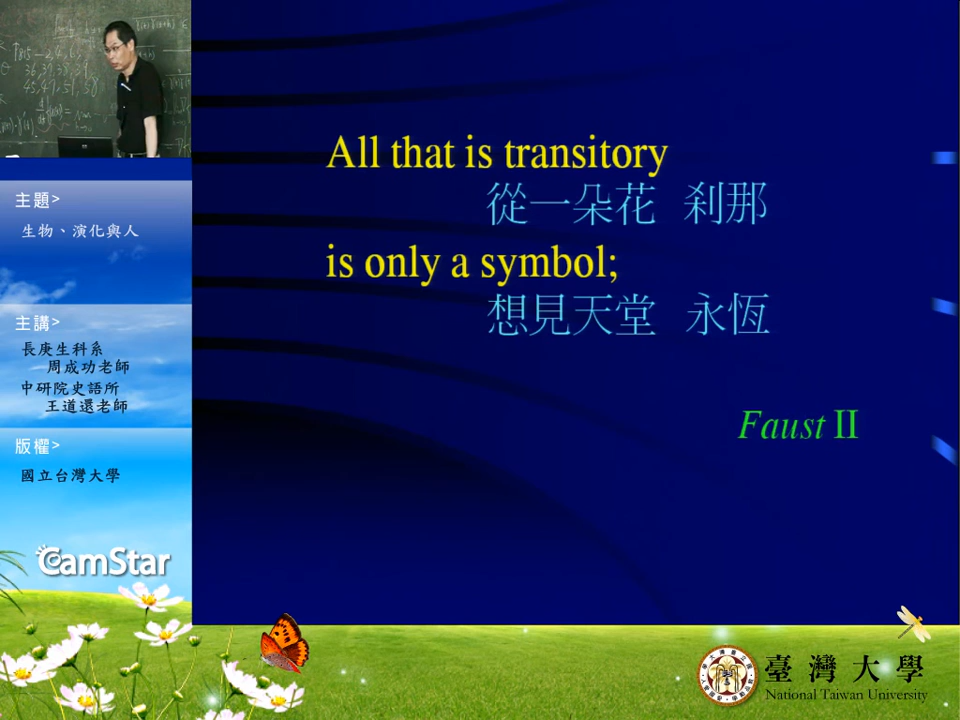 主題>
生物、演化與人
主講>
長庚生科系
周成功老師
中研院史語所
王道還老師
版權>
國立台灣大學
CamStar
All that is transitory
從一朵花 剎那
is only a symbol;
想見天堂 永恆
Faust II
臺灣大學
National Taiwan University